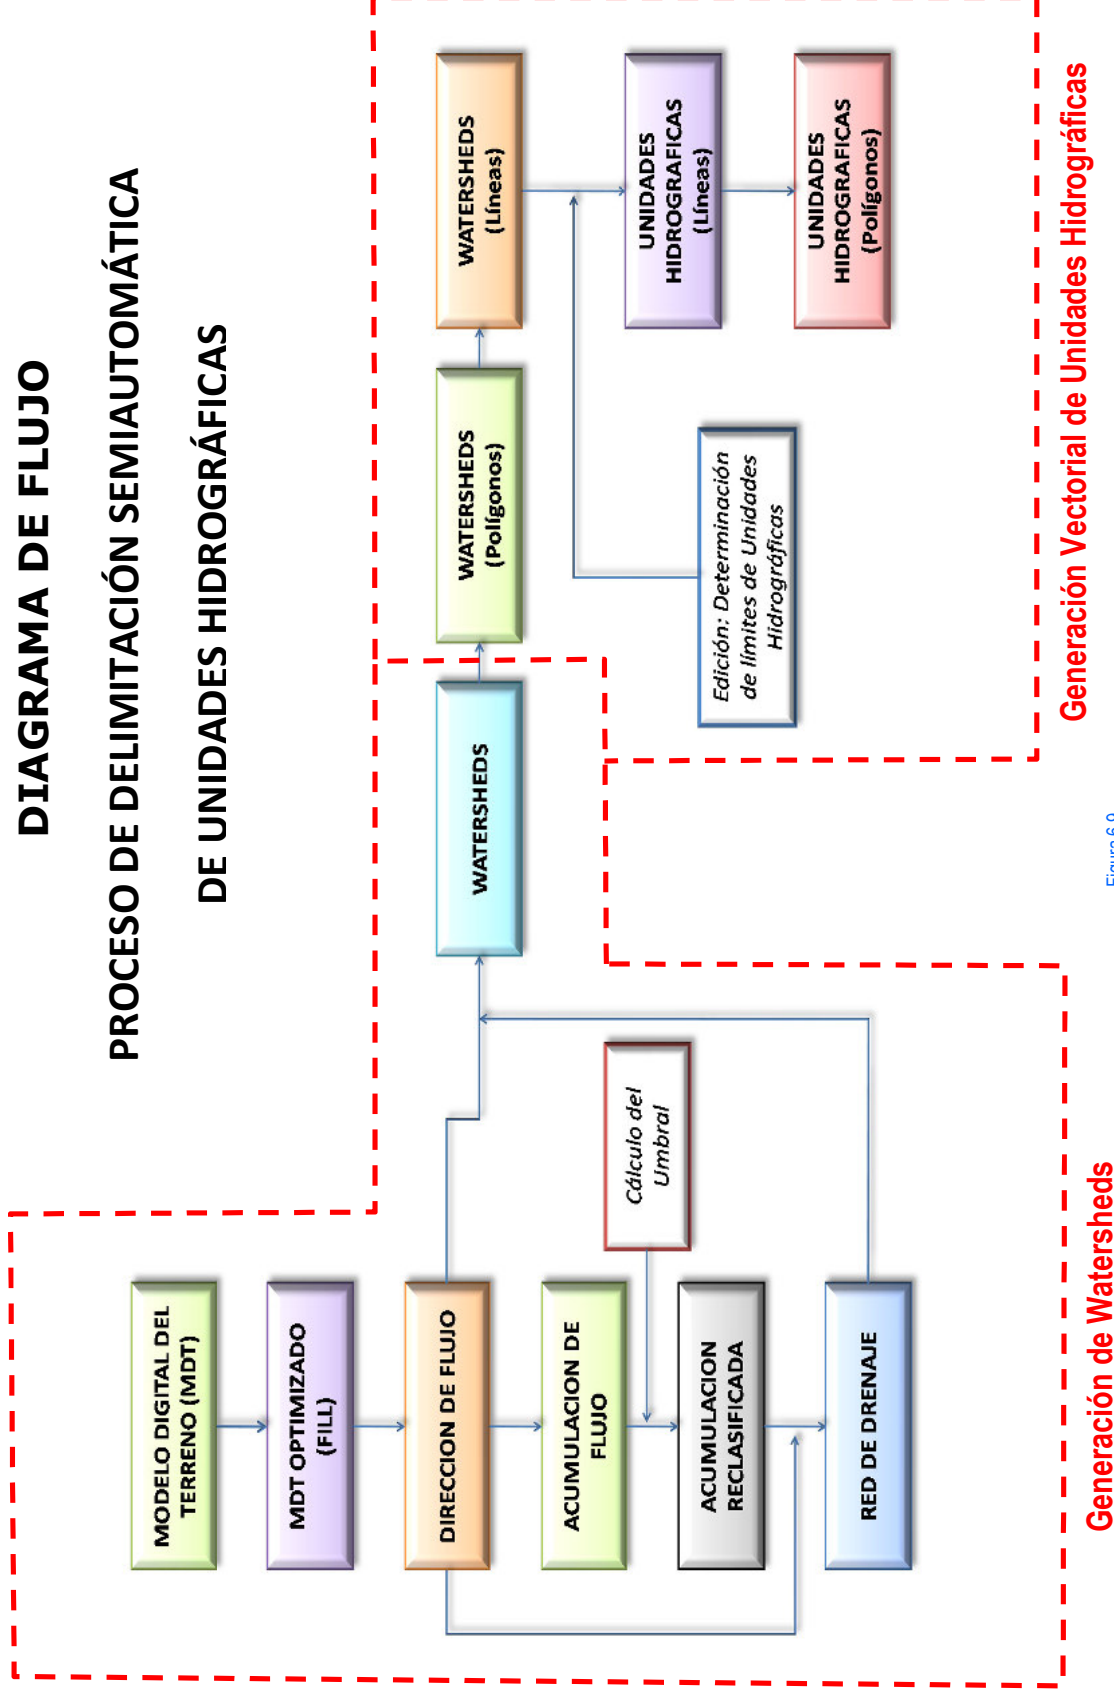 DIAGRAMA DE FLUJO
PROCESO DE DELIMITACIÓN SEMIAUTOMÁTICA
DE UNIDADES HIDROGRÁFICAS
MODELO DIGITAL DEL
TERRENO (MDT)
MDT OPTIMIZADO
(FILL)
DIRECCION DE FLUJO
ACUMULACION DE
FLUJO
Cálculo del
Umbral
ACUMULACION
RECLASIFICADA
RED DE DRENAJE
WATERSHEDS
WATERSHEDS
(Polígonos)
WATERSHEDS
(Líneas)
Edición: Determinación
de límites de Unidades
Hidrográficas
UNIDADES
HIDROGRAFICAS
(Líneas)
UNIDADES
HIDROGRAFICAS
(Polígonos)
Generación de Watersheds
Generación Vectorial de Unidades Hidrográficas
Figura 6.9